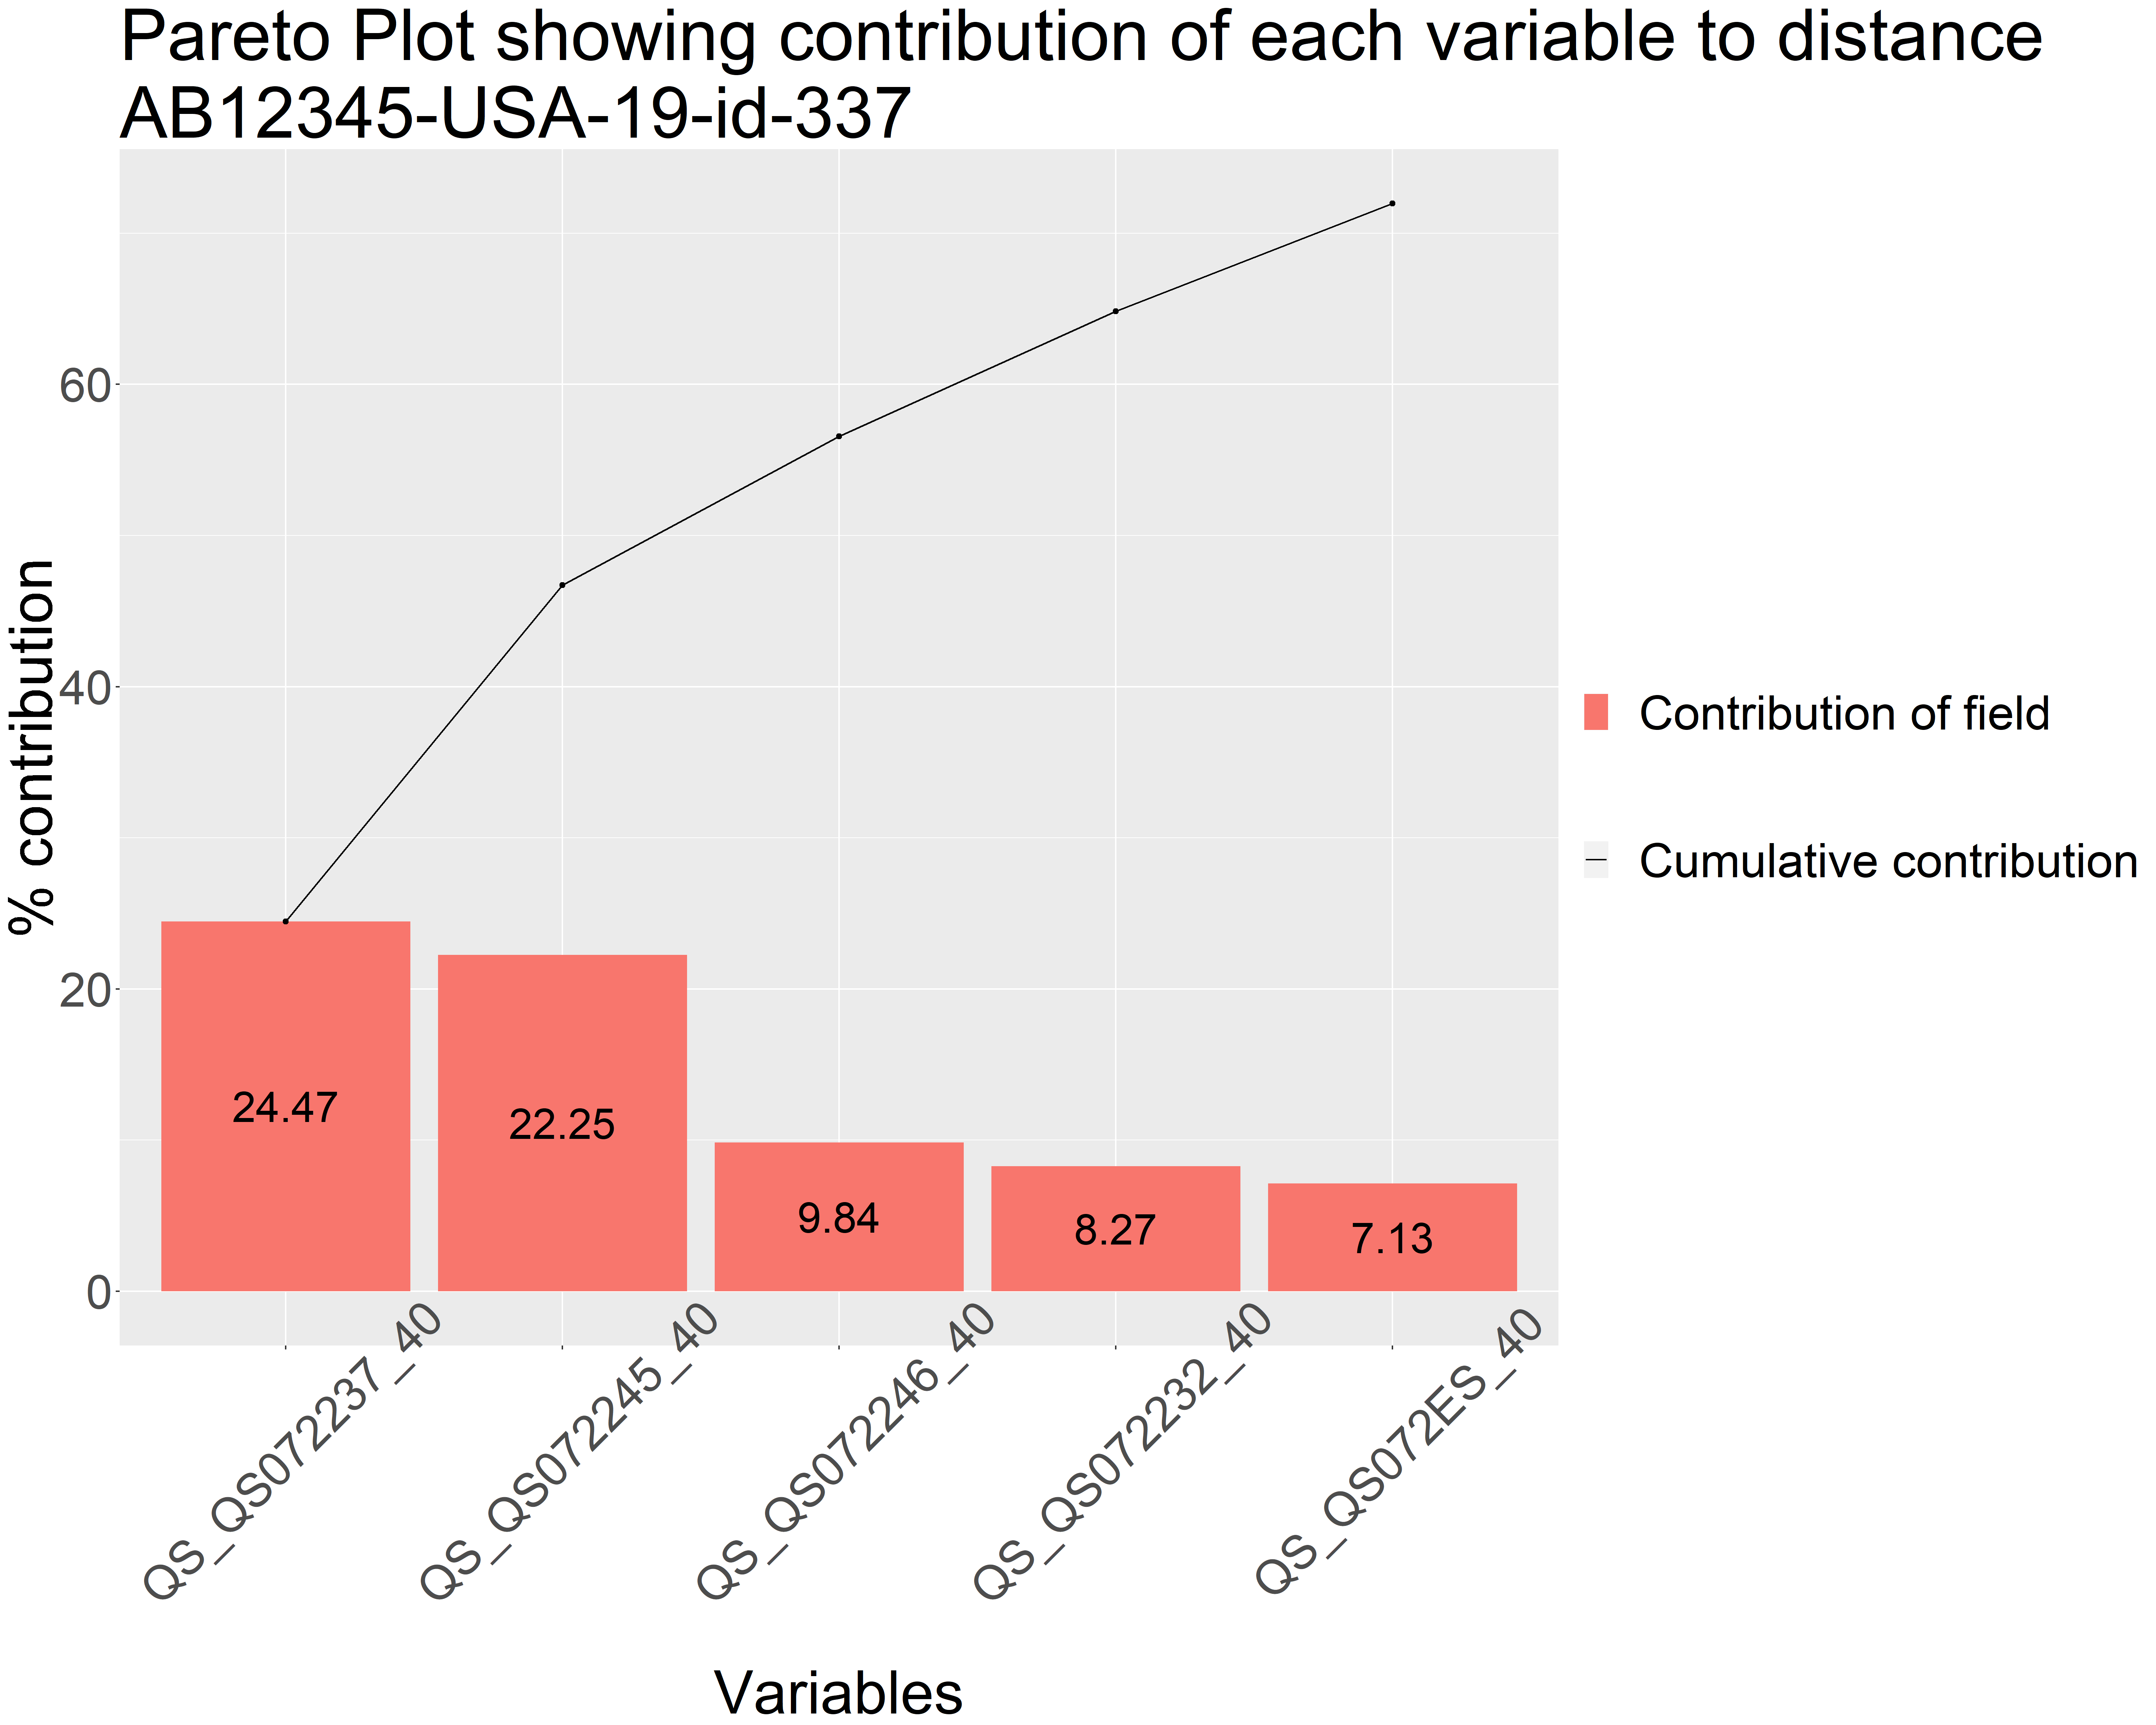 Pareto Plot showing contribution of each variable to distance
AB12345-USA-19-id-337
% contribution
60
40
20
0
24.47
22.25
9.84
8.27
7.13
QS_QS072237_40
QS_QS072245_40
QS_QS072246_40
QS_QS072232_40
QS_QS072ES_40
Variables
Contribution of field
Cumulative contribution